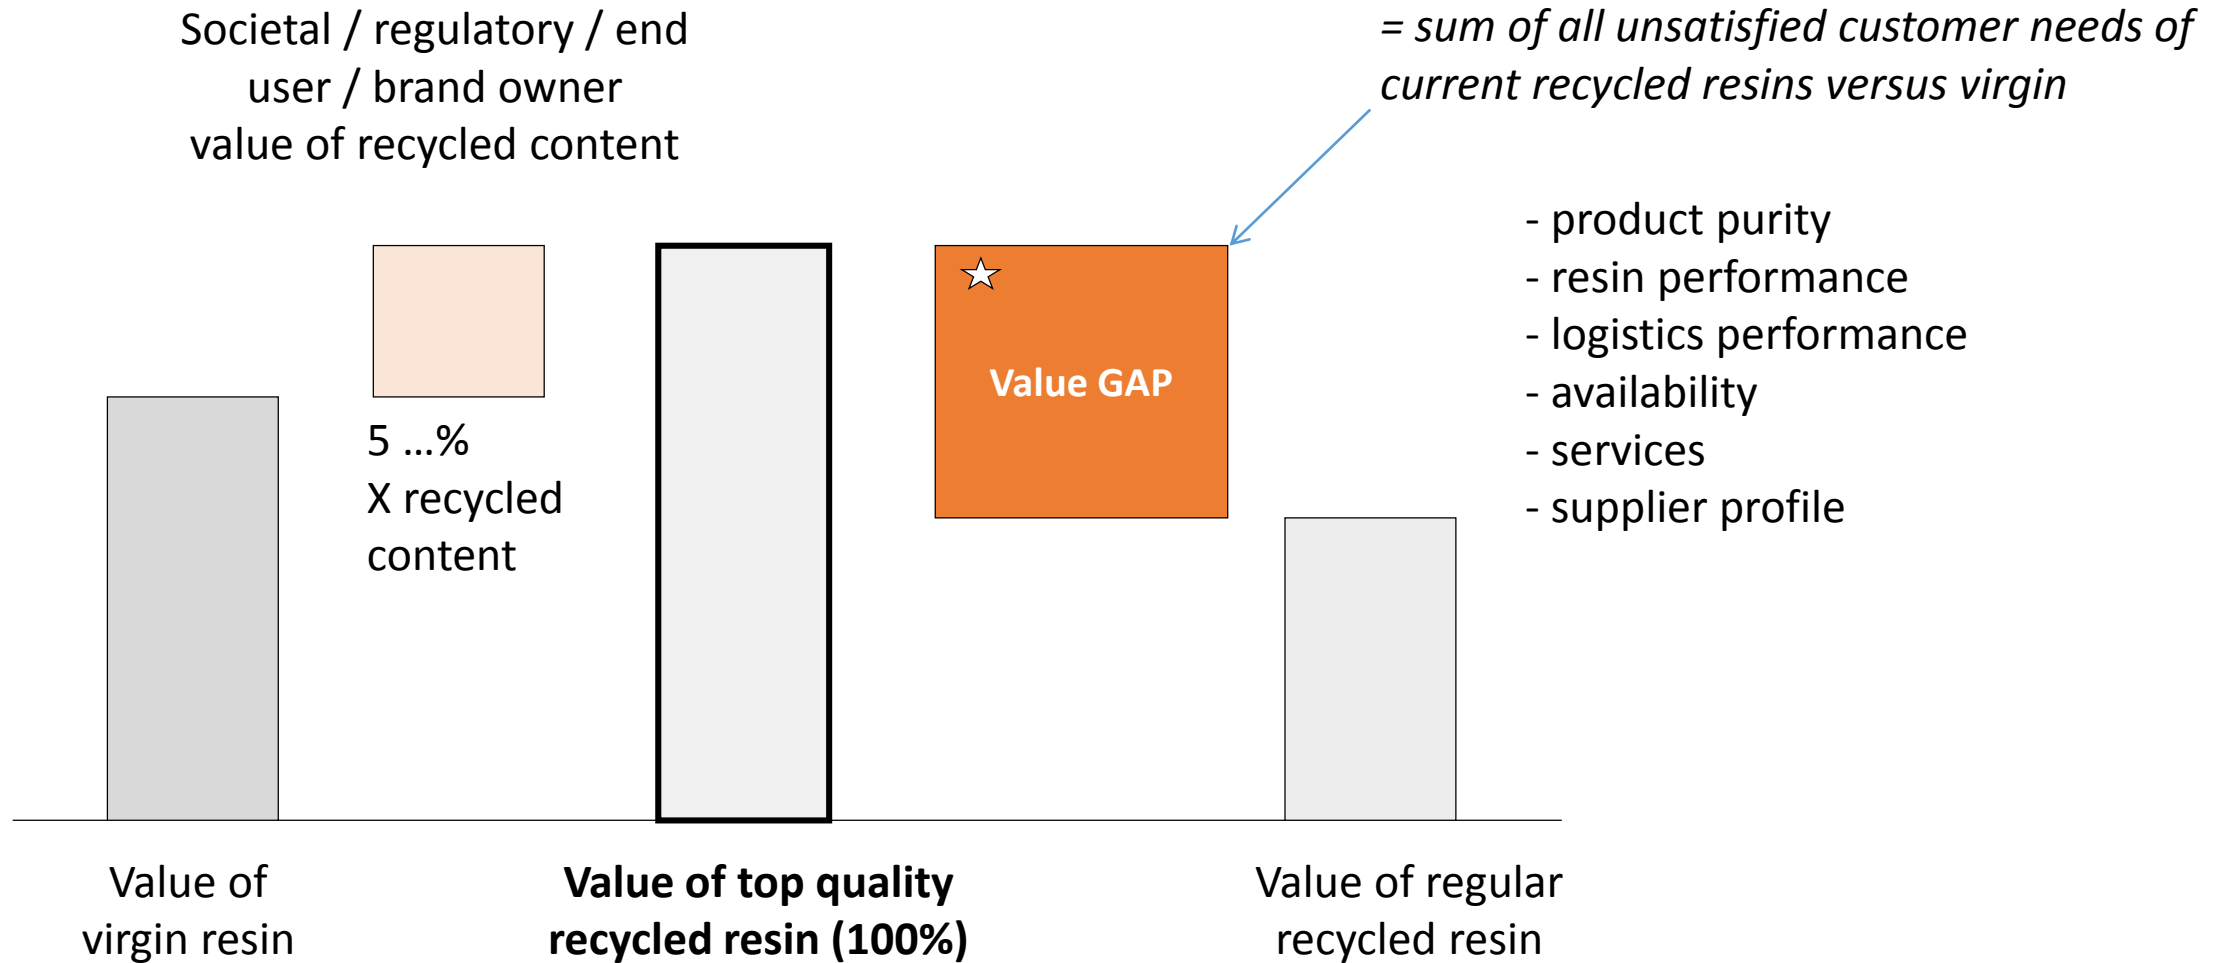 Societal / regulatory / end
user / brand owner
value of recycled content
= sum of all unsatisfied customer needs of
current recycled resins versus virgin
- product purity
- resin performance
- logistics performance
- availability
- services
- supplier profile
Value GAP
5 ...%
X recycled
content
Value of
virgin resin
Value of top quality
recycled resin (100%)
Value of regular
recycled resin